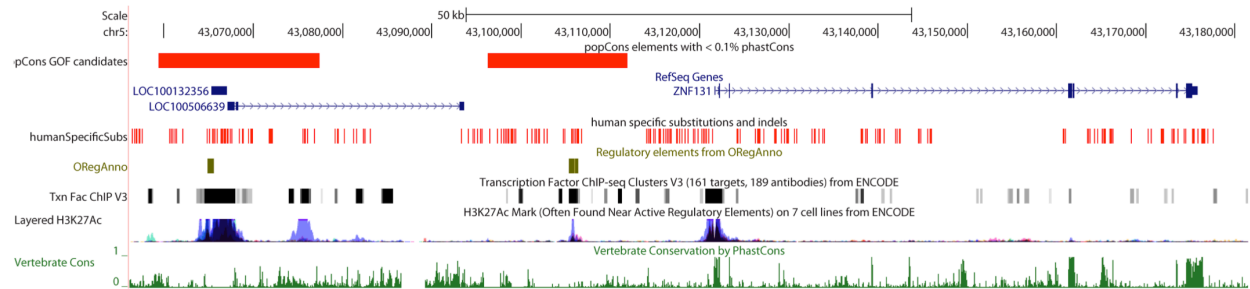 Scale 50 kb
chr5: 43,070,000 43,080,000 43,090,000 43,100,000 43,110,000 43,120,000 43,130,000 43,140,000 43,150,000 43,160,000 43,170,000 43,180,000
popCons elements with < 0.1% phastCons
pCons GOF candidates
RefSeq Genes
LOC100132356 ZNF131
LOC100506639
human specific substitutions and indels
humanSpecificSubs
Regulatory elements from ORegAnno
ORegAnno
Transcription Factor ChIP-seq Clusters V3 (161 targets, 189 antibodies) from ENCODE
Txn Fac ChIP V3
H3K27Ac Mark (Often Found Near Active Regulatory Elements) on 7 cell lines from ENCODE
Layered H3K27Ac
Vertebrate Conservation by PhastCons
1
Vertebrate Cons
0